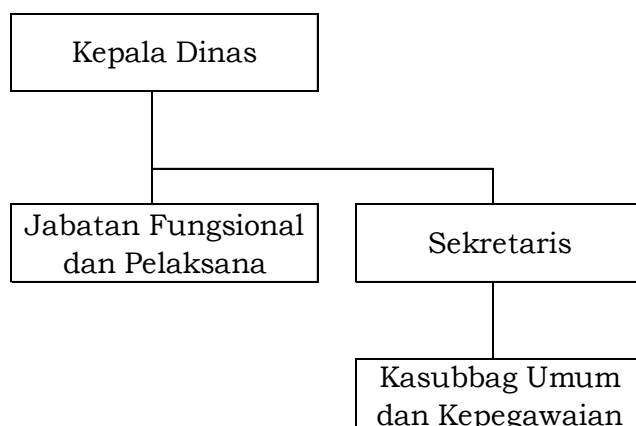 Kepala Dinas
Jabatan Fungsional
dan Pelaksana
Sekretaris
Kasubbag Umum
dan Kepegawaian